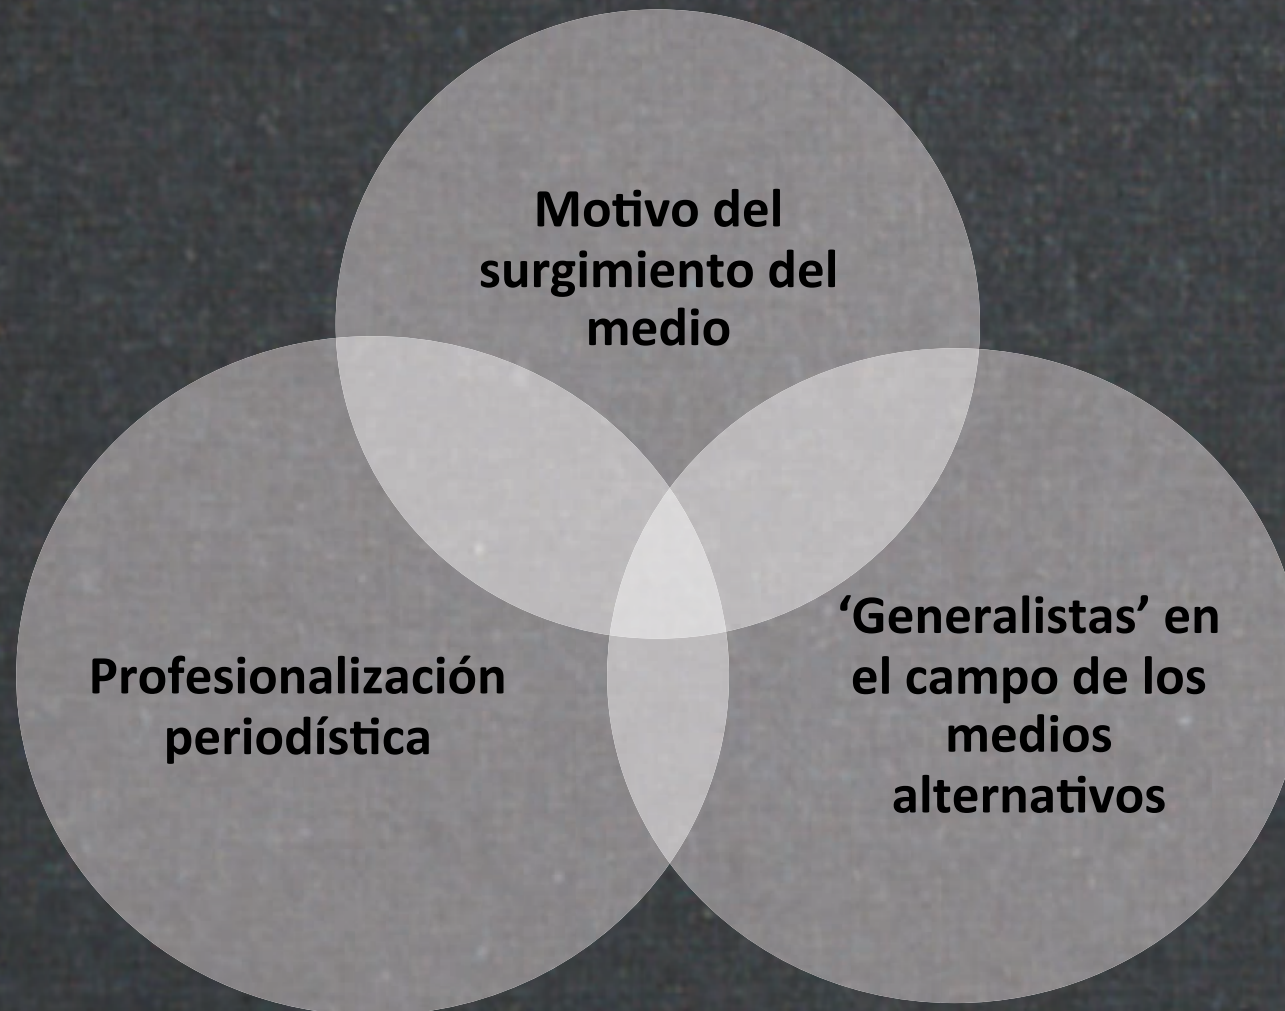 Motivo del
surgimiento del
medio
Profesionalización
periodística
‘Generalistas’ en
el campo de los
medios
alternativos